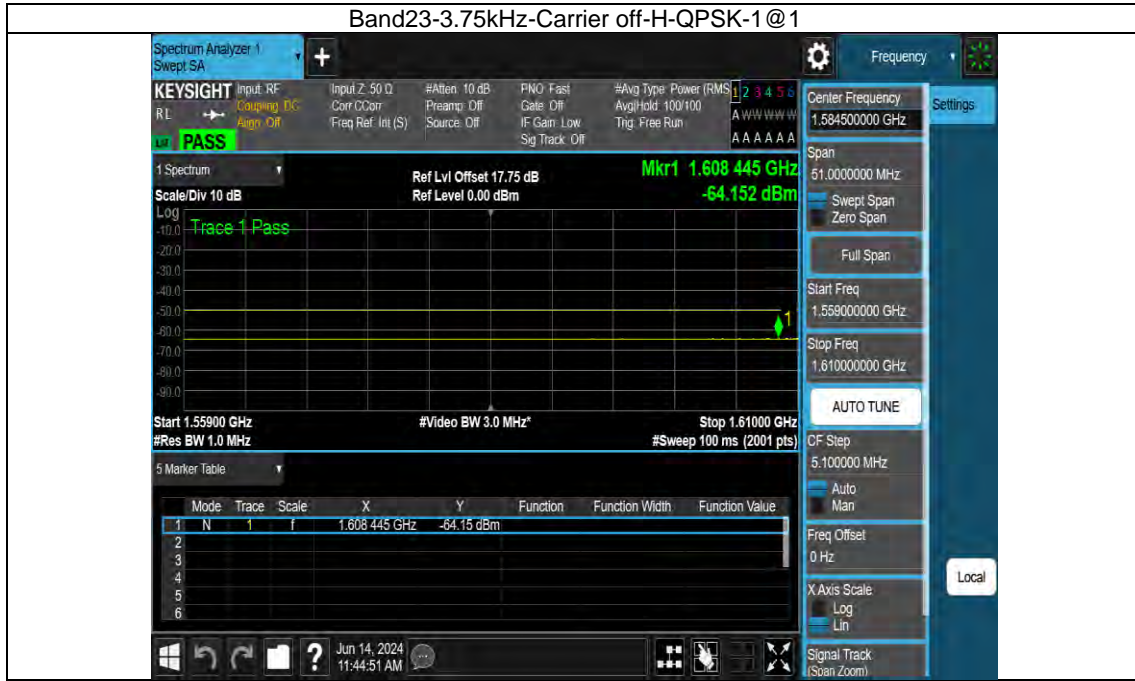 Band23-3.75kHz-Carrier off-H-QPSK-1@1
Spectrum Analyzer 1
Swept SA
+
Frequency
KEYSIGHT
RL
Input: RF
Coupling: DC
Align: Off
Input Z: 50 Ω
Corr CCorr
Freq Ref: Int (S)
#Atten: 10 dB
Preamp: Off
Source: Off
PNO: Fast
Gate: Off
IF Gain: Low
Sig Track: Off
#Avg Type: Power (RMS
Avg|Hold: 100/100
Trig: Free Run
1 2 3 4 5 6
A W W W W W
A A A A A A
PASS
1 Spectrum
Scale/Div 10 dB
Ref Lvl Offset 17.75 dB
Ref Level 0.00 dBm
Mkr1 1.608 445 GHz
-64.152 dBm
Log
Trace 1 Pass
-10.0
-20.0
-30.0
-40.0
-50.0
-60.0
-70.0
-80.0
-90.0
1
Start 1.55900 GHz
#Video BW 3.0 MHz*
Stop 1.61000 GHz
#Res BW 1.0 MHz
#Sweep 100 ms (2001 pts)
5 Marker Table
Mode Trace Scale X Y Function Function Width Function Value
1 N 1 f 1.608 445 GHz -64.15 dBm
2
3
4
5
6
?
Jun 14, 2024
11:44:51 AM
Center Frequency
1.584500000 GHz
Settings
Span
51.0000000 MHz
Swept Span
Zero Span
Full Span
Start Freq
1.559000000 GHz
Stop Freq
1.610000000 GHz
AUTO TUNE
CF Step
5.100000 MHz
Auto
Man
Freq Offset
0 Hz
X Axis Scale
Log
Lin
Signal Track
(Span Zoom)
Local